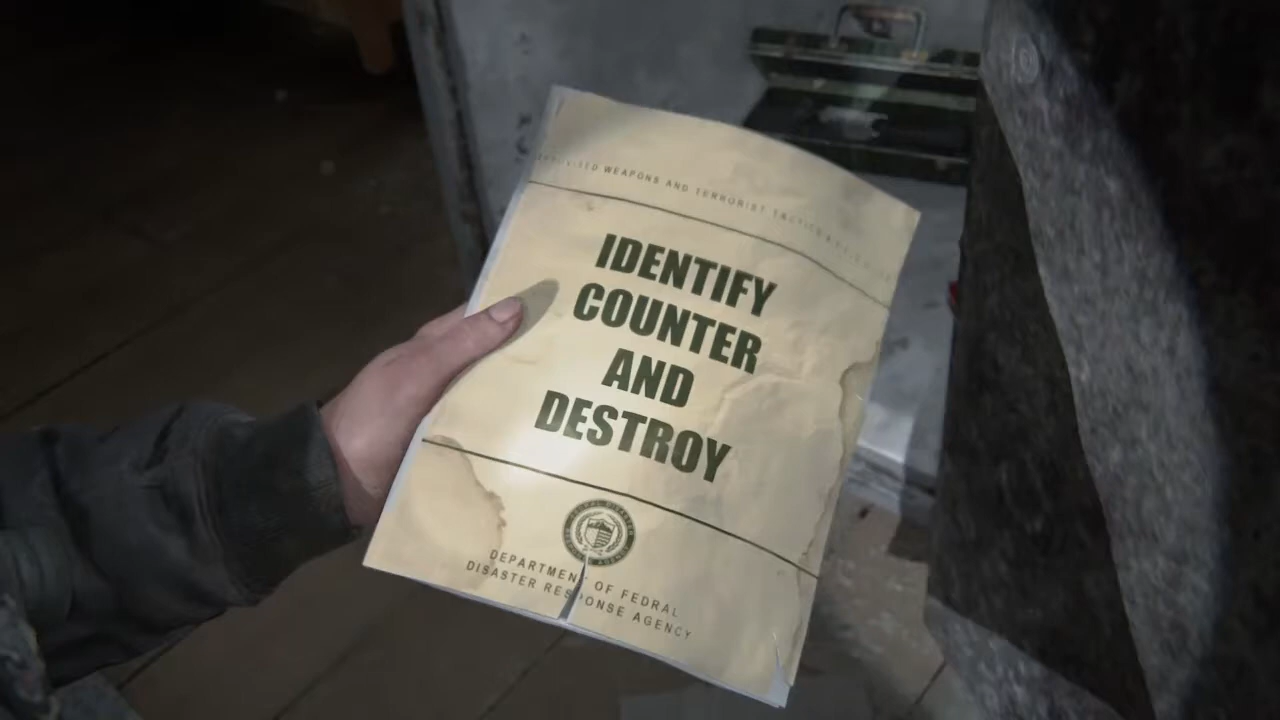 WEAPONS AND TERRORIST TACTICS
IDENTIFY
COUNTER
AND
DESTROY
DEPARTMENT OF FEDRAL
DISASTER RESPONSE AGENCY